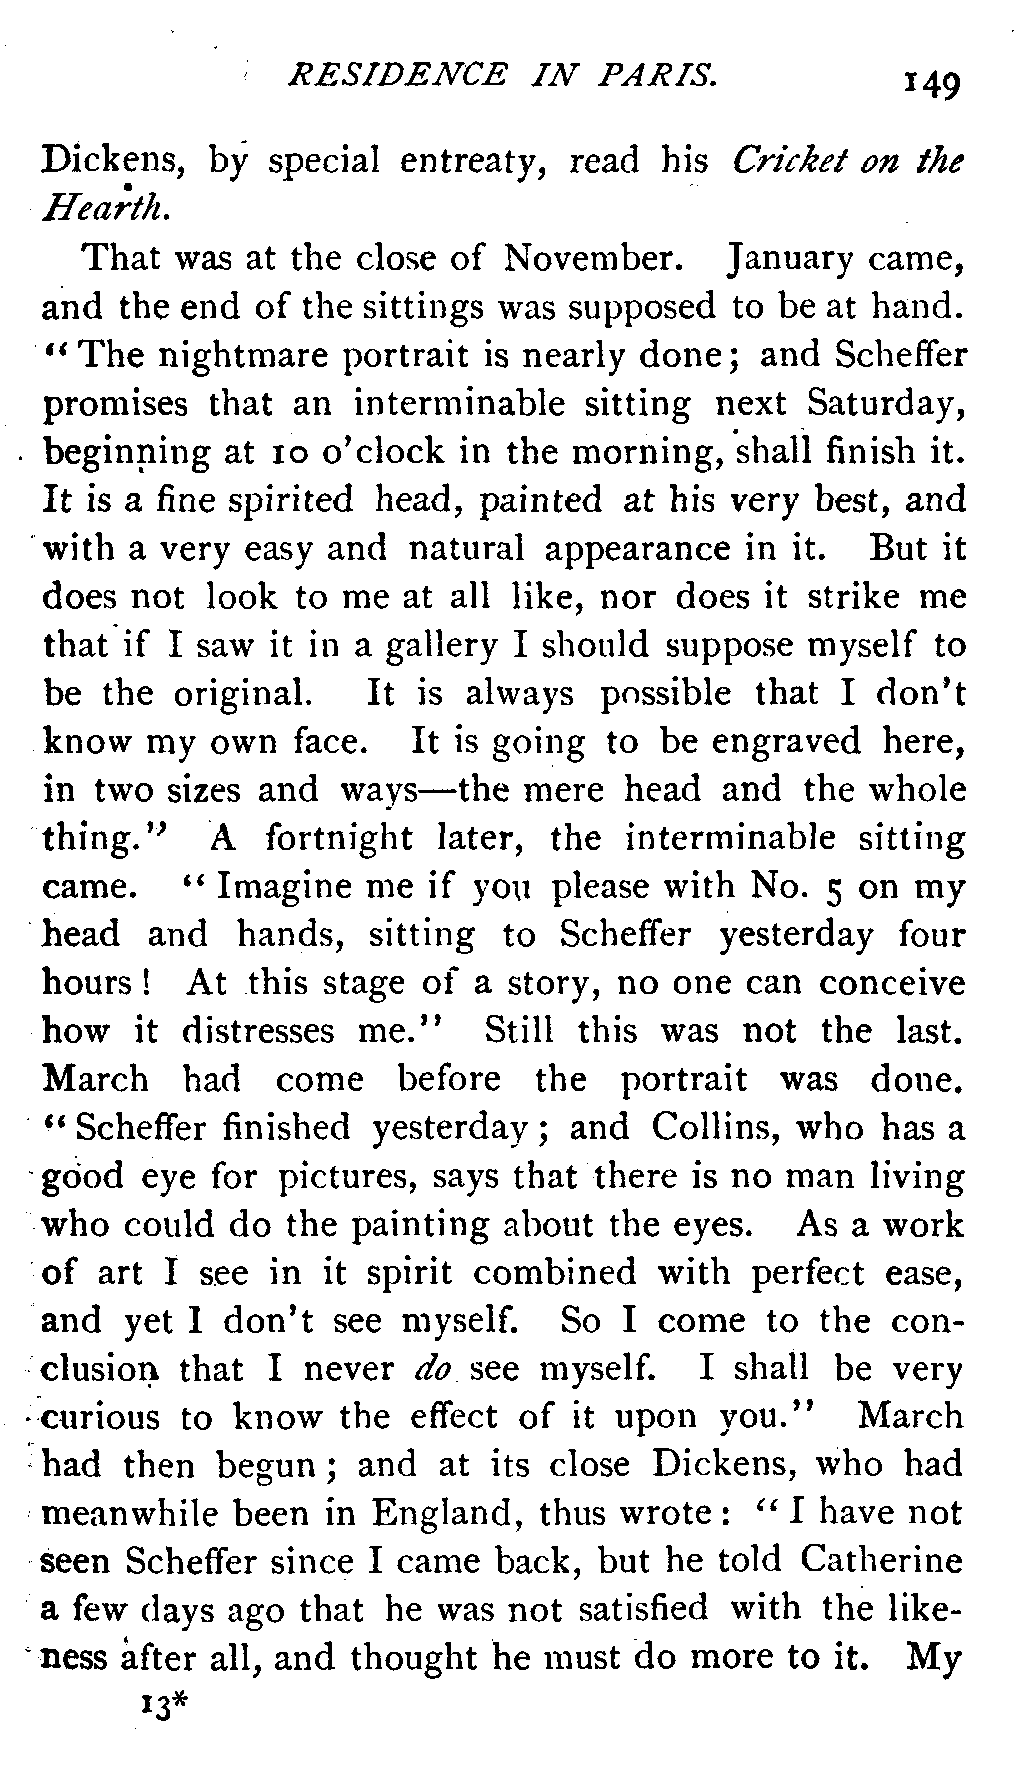 RESIDENCE IN PARIS. 149
Dickens, by special entreaty, read his Cricket on the
Hearth.
That was at the close of November. January came,
and the end of the sittings was supposed to be at hand.
“The nightmare portrait is nearly done; and Scheffer
promises that an interminable sitting next Saturday,
beginning at 10 o'clock in the morning, shall finish it.
It is a fine spirited head, painted at his very best, and
with a very easy and natural appearance in it. But it
does not look to me at all like, nor does it strike me
that if I saw it in a gallery I should suppose myself to
be the original. It is always possible that I don't
know my own face. It is going to be engraved here,
in two sizes and ways—the mere head and the whole
thing.” A fortnight later, the interminable sitting
came. “Imagine me if you please with No. 5 on my
head and hands, sitting to Scheffer yesterday four
hours! At this stage of a story, no one can conceive
how it distresses me.” Still this was not the last.
March had come before the portrait was done.
“Scheffer finished yesterday; and Collins, who has a
good eye for pictures, says that there is no man living
who could do the painting about the eyes. As a work
of art I see in it spirit combined with perfect ease,
and yet I don't see myself. So I come to the con-
clusion that I never do see myself. I shall be very
curious to know the effect of it upon you.” March
had then begun; and at its close Dickens, who had
meanwhile been in England, thus wrote: “I have not
seen Scheffer since I came back, but he told Catherine
a few days ago that he was not satisfied with the like-
ness after all, and thought he must do more to it. My
13*